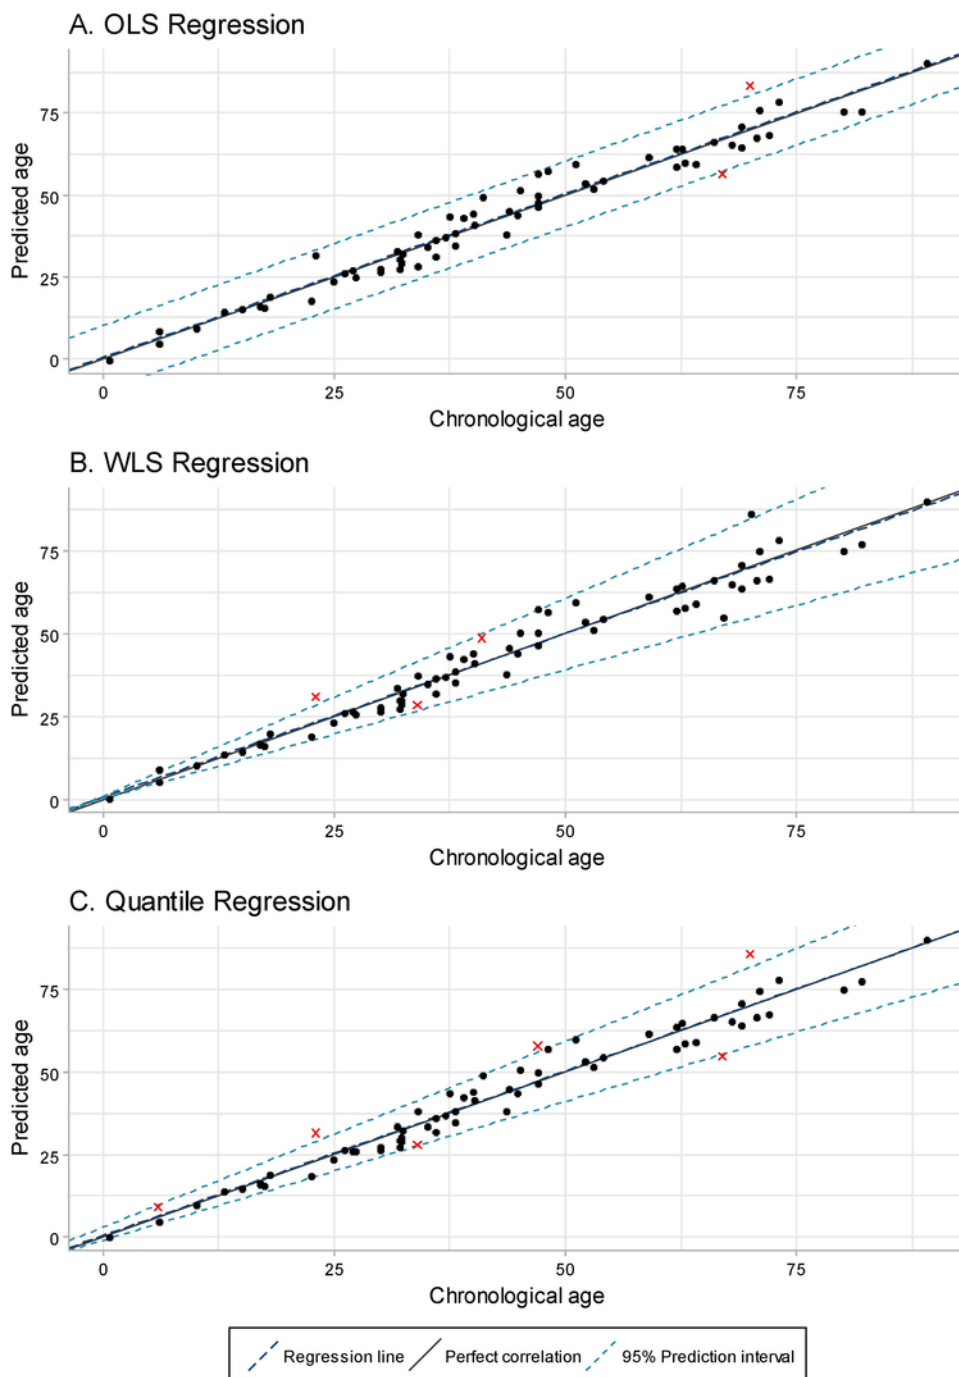 A. OLS Regression
Predicted age
75
50
25
0
0 25 50 75
Chronological age
B. WLS Regression
Predicted age
75
50
25
0
0 25 50 75
Chronological age
C. Quantile Regression
Predicted age
75
50
25
0
0 25 50 75
Chronological age
Regression line Perfect correlation 95% Prediction interval